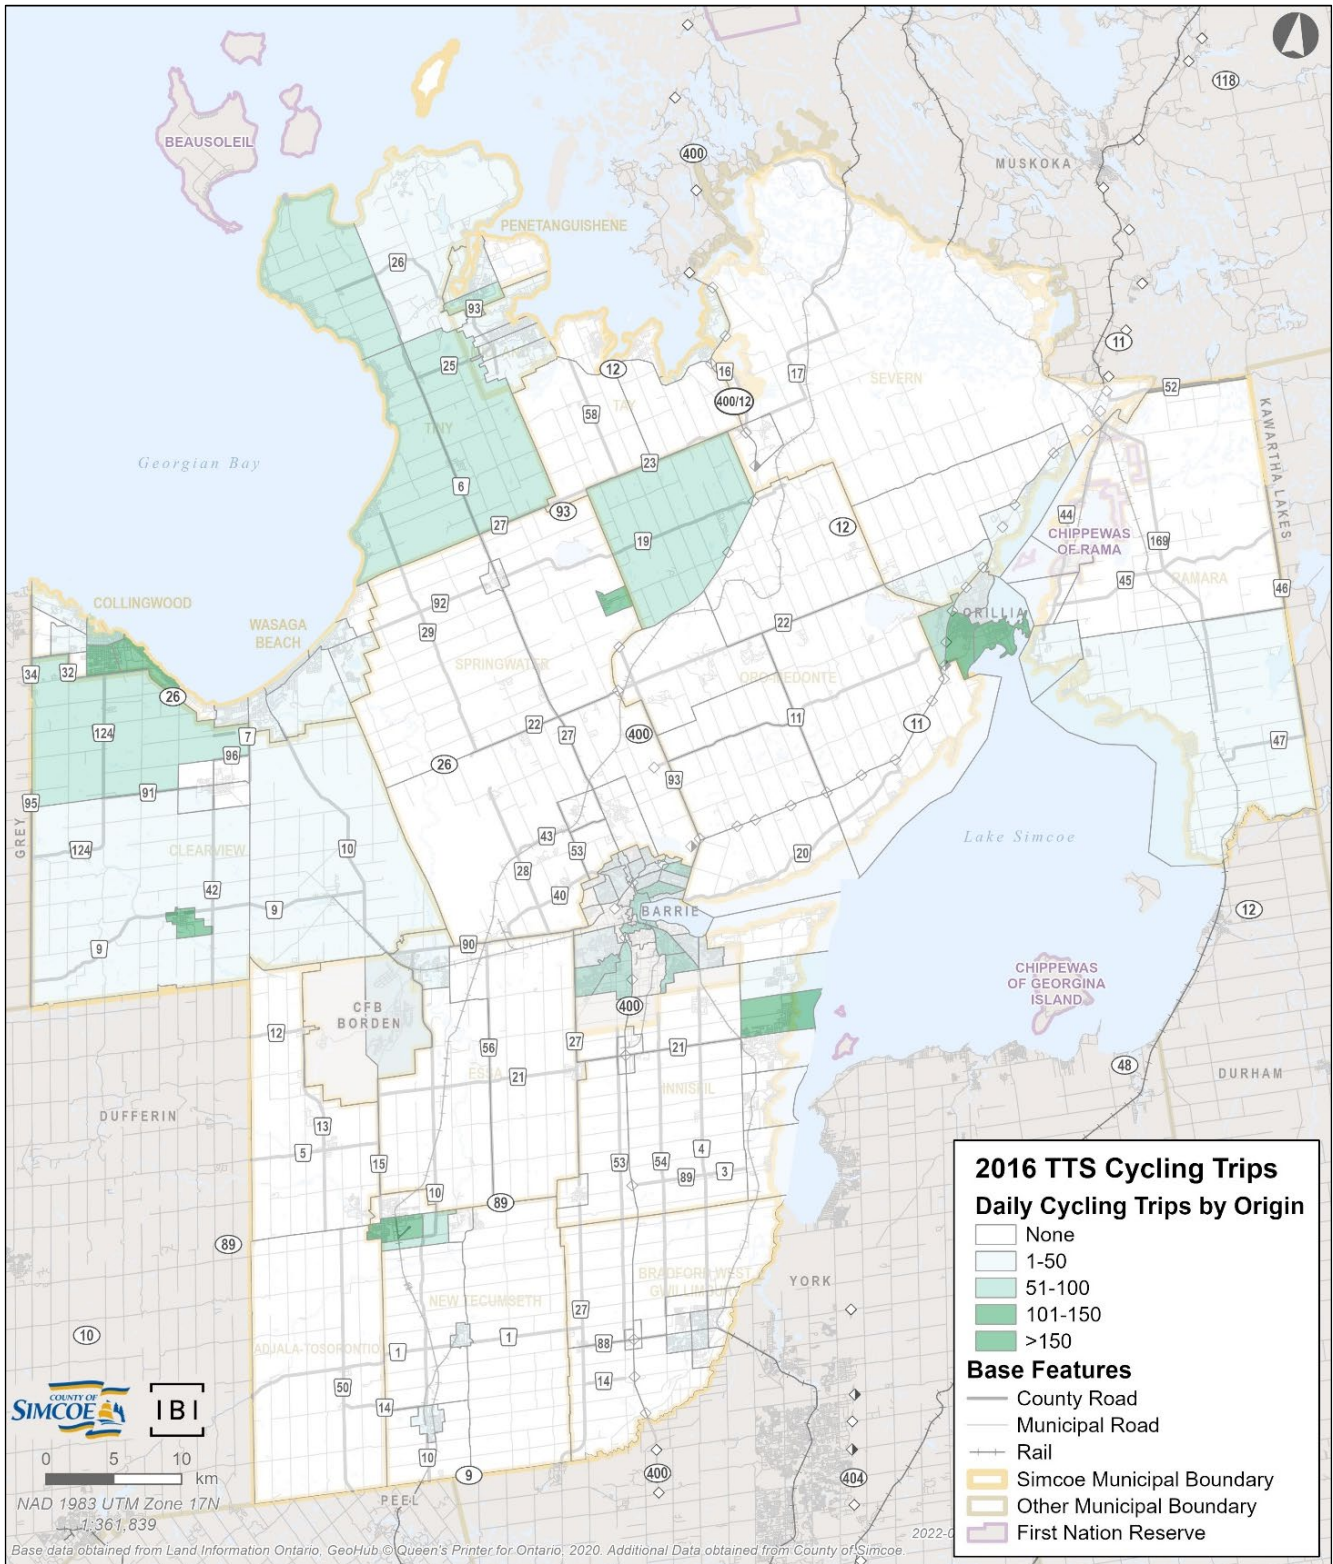 118
BEAUSOLEIL
400
MUSKOKA
PENETANGUISHENE
26
93
11
25
12
16
17
52
SEVERN
400/12
58
TAY
KAWARTHA LAKES
TINY
Georgian Bay
23
6
93
27
12
44
19
CHIPPEWAS
OF RAMA
169
45
RAMARA
46
COLLINGWOOD
92
ORILLIA
WASAGA
BEACH
29
22
SPRINGWATER
34
32
ORO-MEDONTE
26
124
22
11
11
7
27
400
47
96
26
93
91
95
GREY
Lake Simcoe
124
CLEARVIEW
10
43
53
20
28
42
40
9
BARRIE
12
9
90
CHIPPEWAS
OF GEORGINA
ISLAND
CFB
BORDEN
400
12
27
56
21
21
ESSA
48
DURHAM
INNISFIL
DUFFERIN
13
5
4
15
53
54
89
3
10
89
89
YORK
BRADFORD WEST
GWILLIMBURY
NEW TECUMSETH
27
10
1
88
ADJALA-TOSORONTIO
1
50
14
14
10
9
400
404
PEEL
2016 TTS Cycling Trips
Daily Cycling Trips by Origin
None
1-50
51-100
101-150
>150
Base Features
County Road
Municipal Road
Rail
Simcoe Municipal Boundary
Other Municipal Boundary
First Nation Reserve
COUNTY OF
SIMCOE
IBI
0 5 10
km
NAD 1983 UTM Zone 17N
1:361,839
2022-0
Base data obtained from Land Information Ontario, GeoHub © Queen's Printer for Ontario, 2020. Additional Data obtained from County of Simcoe